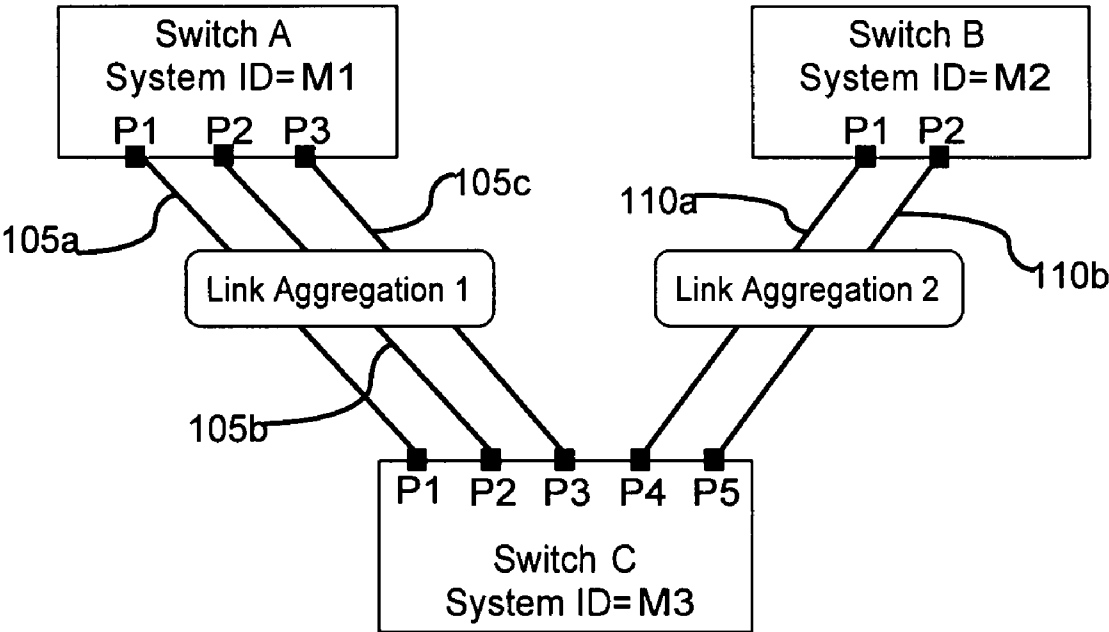 Switch A
System ID= M1
P1 P2 P3
Switch B
System ID= M2
P1 P2
105c
110a
105a
110b
Link Aggregation 1
Link Aggregation 2
105b
P1 P2 P3 P4 P5
Switch C
System ID= M3